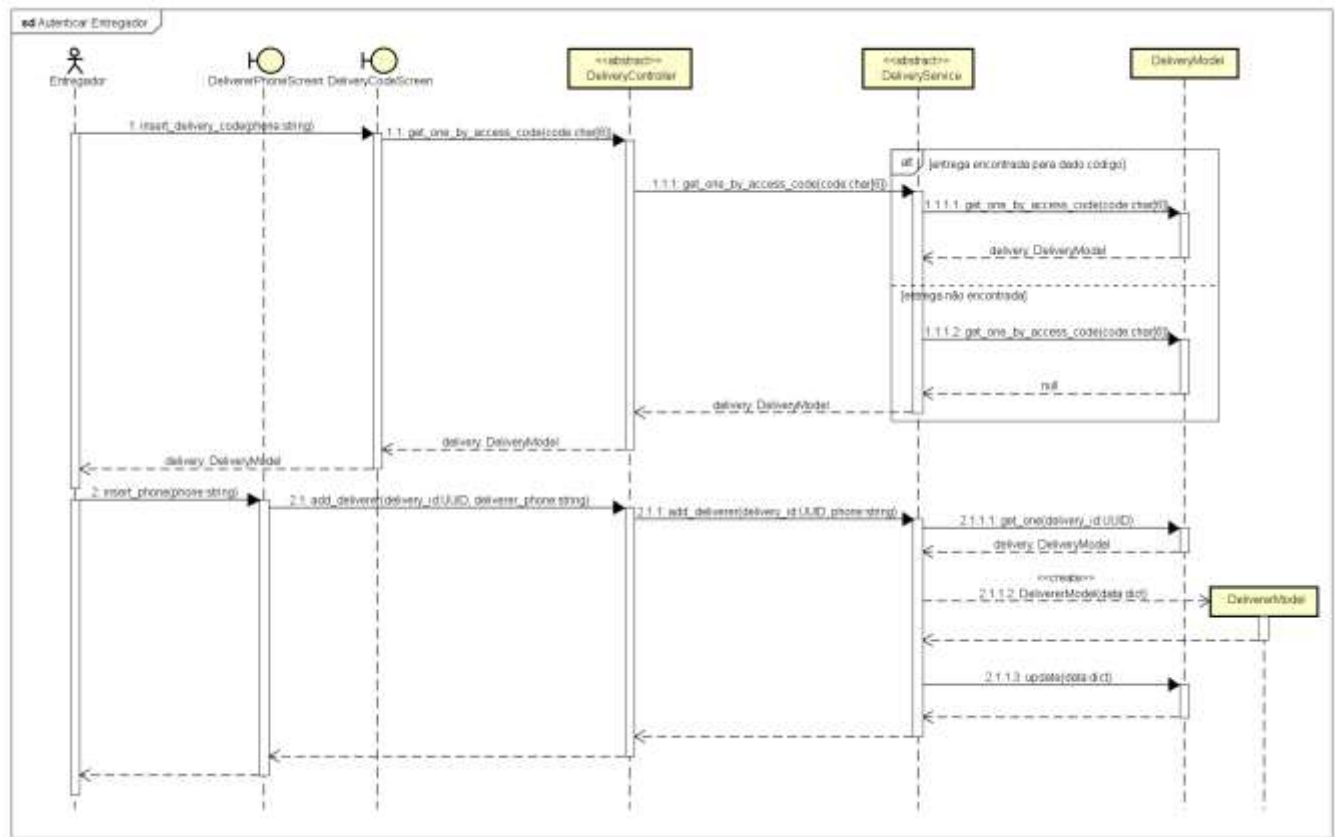 sd Autenticar Entregador
Entregador
DelivererPhoneScreen
DeliveryCodeScreen
<<abstract>>
DeliveryController
<<abstract>>
DeliveryService
DeliveryModel
1: insert_delivery_code(phone:string)
1.1: get_one_by_access_code(code:char[6])
alt
[entrega encontrada para dado código]
1.1.1: get_one_by_access_code(code:char[6])
1.1.1.1: get_one_by_access_code(code:char[6])
delivery: DeliveryModel
[entrega não encontrada]
1.1.1.2: get_one_by_access_code(code:char[6])
null
delivery: DeliveryModel
delivery: DeliveryModel
delivery: DeliveryModel
2: insert_phone(phone:string)
2.1: add_deliverer(delivery_id:UUID, deliverer_phone:string)
2.1.1: add_deliverer(delivery_id:UUID, phone:string)
2.1.1.1: get_one(delivery_id:UUID)
delivery: DeliveryModel
<<create>>
2.1.1.2: DelivererModel(data:dict)
DelivererModel
2.1.1.3: update(data:dict)